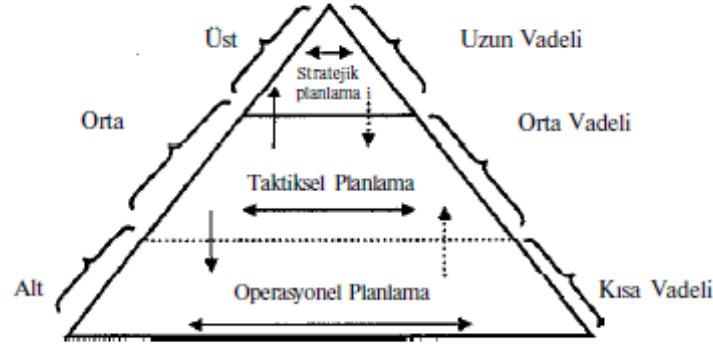 Üst
Uzun Vadeli
Stratejik
planlama
Orta
Orta Vadeli
Taktiksel Planlama
Alt
Operasyonel Planlama
Kısa Vadeli